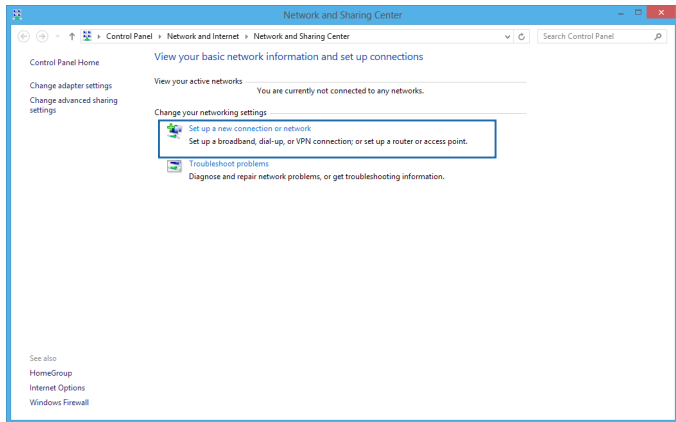 Network and Sharing Center
Control Panel Network and Internet Network and Sharing Center
Search Control Panel
Control Panel Home
Change adapter settings
Change advanced sharing
settings
View your basic network information and set up connections
View your active networks
You are currently not connected to any networks.
Change your networking settings
Set up a new connection or network
Set up a broadband, dial-up, or VPN connection; or set up a router or access point.
Troubleshoot problems
Diagnose and repair network problems, or get troubleshooting information.
See also
HomeGroup
Internet Options
Windows Firewall